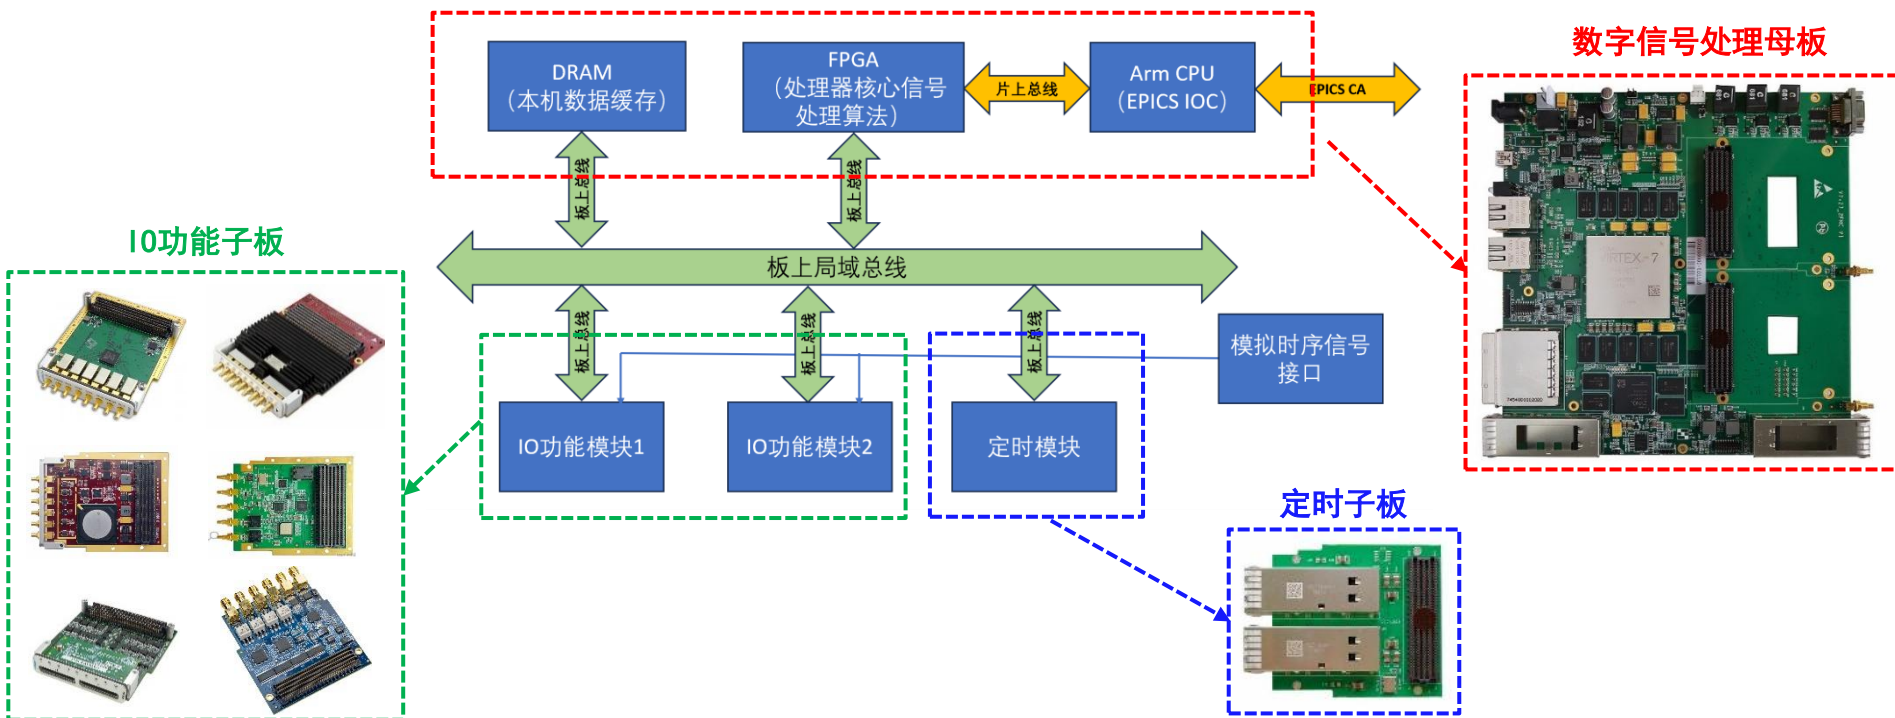 数字信号处理母板
DRAM
（本机数据缓存）
FPGA
（处理器核心信号
处理算法）
片上总线
Arm CPU
（EPICS IOC）
EPICS CA
板上总线
板上总线
IO功能子板
板上局域总线
板上总线
板上总线
板上总线
模拟时序信号
接口
IO功能模块1
IO功能模块2
定时模块
定时子板
VIRTEX-7